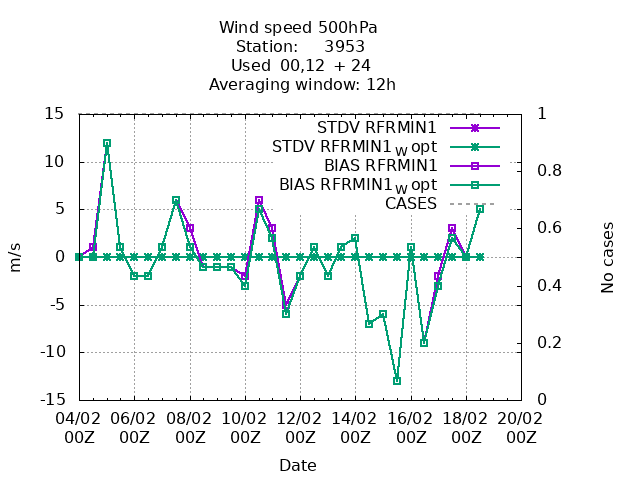 Wind speed 500hPa
Station: 3953
Used 00,12 + 24
Averaging window: 12h
15 1
STDV RFRMIN1
STDV RFRMIN1W opt
10 BIAS RFRMIN1 0.8
BIAS RFRMIN1W opt
5 CASES
0.6
0
m/s No cases
0.4
-5
-10 0.2
-15 0
04/02 06/02 08/02 10/02 12/02 14/02 16/02 18/02 20/02
00Z 00Z 00Z 00Z 00Z 00Z 00Z 00Z 00Z
Date